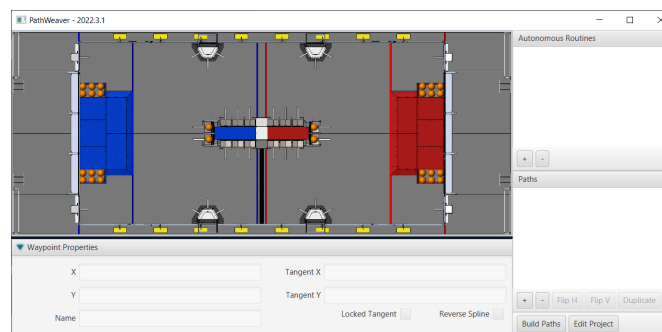 PathWeaver - 2022.3.1
Autonomous Routines
+ -
Paths
Waypoint Properties
X Tangent X
Y Tangent Y
Name Locked Tangent Reverse Spline
+ - Flip H Flip V Duplicate
Build Paths Edit Project